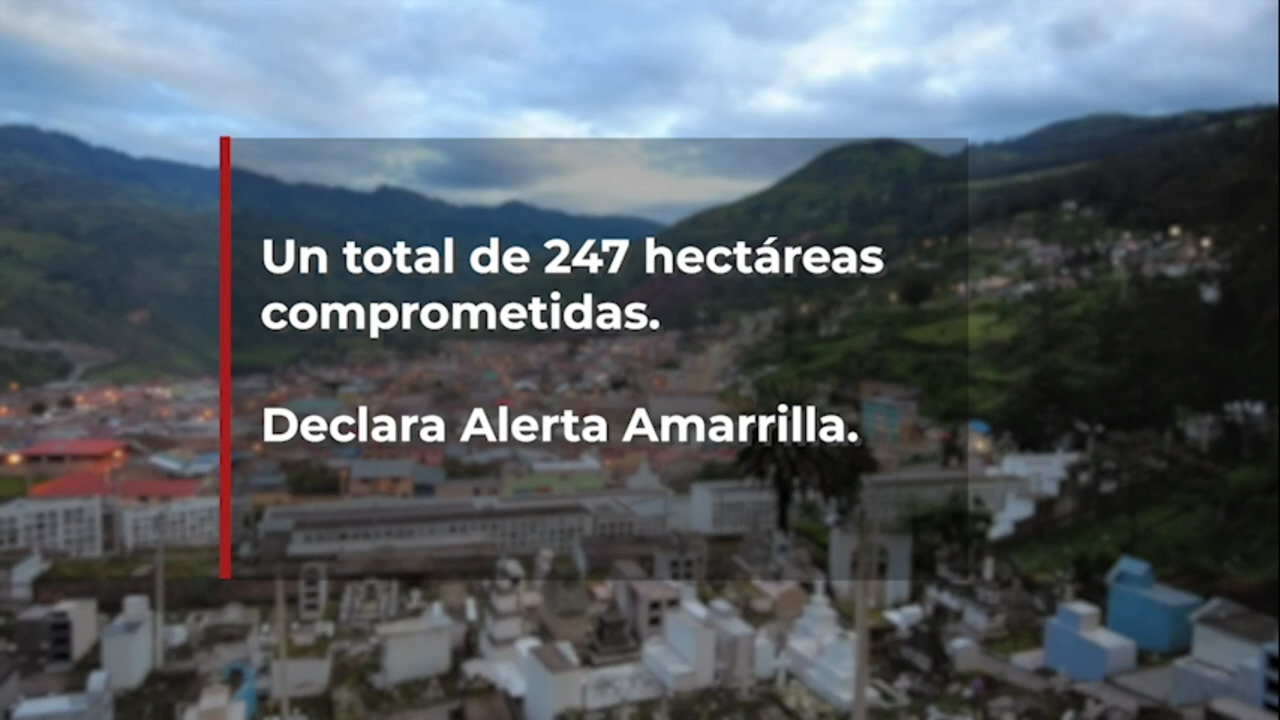 Un total de 247 hectáreas
comprometidas.
Declara Alerta Amarrilla.